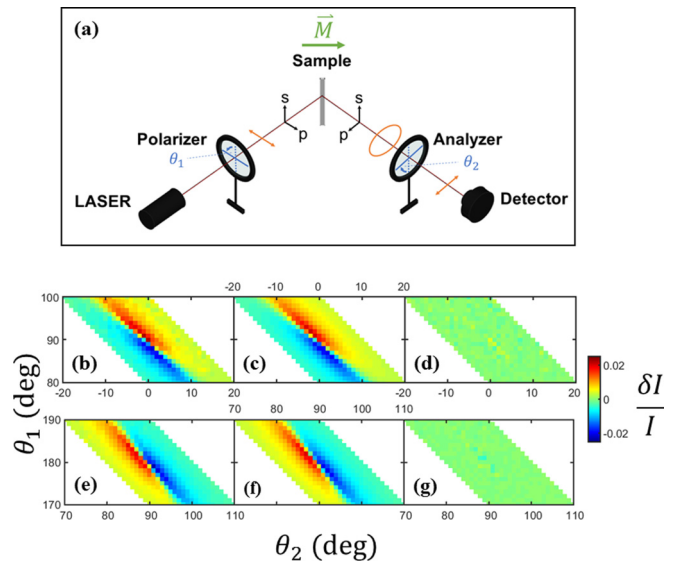 (a)
M
Sample
s
s
p
p
Polarizer
Analyzer
θ1
θ2
LASER
Detector
-20 -10 0 10 20
100
90
80
(b)
(c)
(d)
-20 -10 0 10 20
-20 -10 0 10 20
0.02
0
-0.02
δI
I
70 80 90 100 110
190
180
170
(e)
(f)
(g)
70 80 90 100 110
70 80 90 100 110
θ1 (deg)
θ2 (deg)